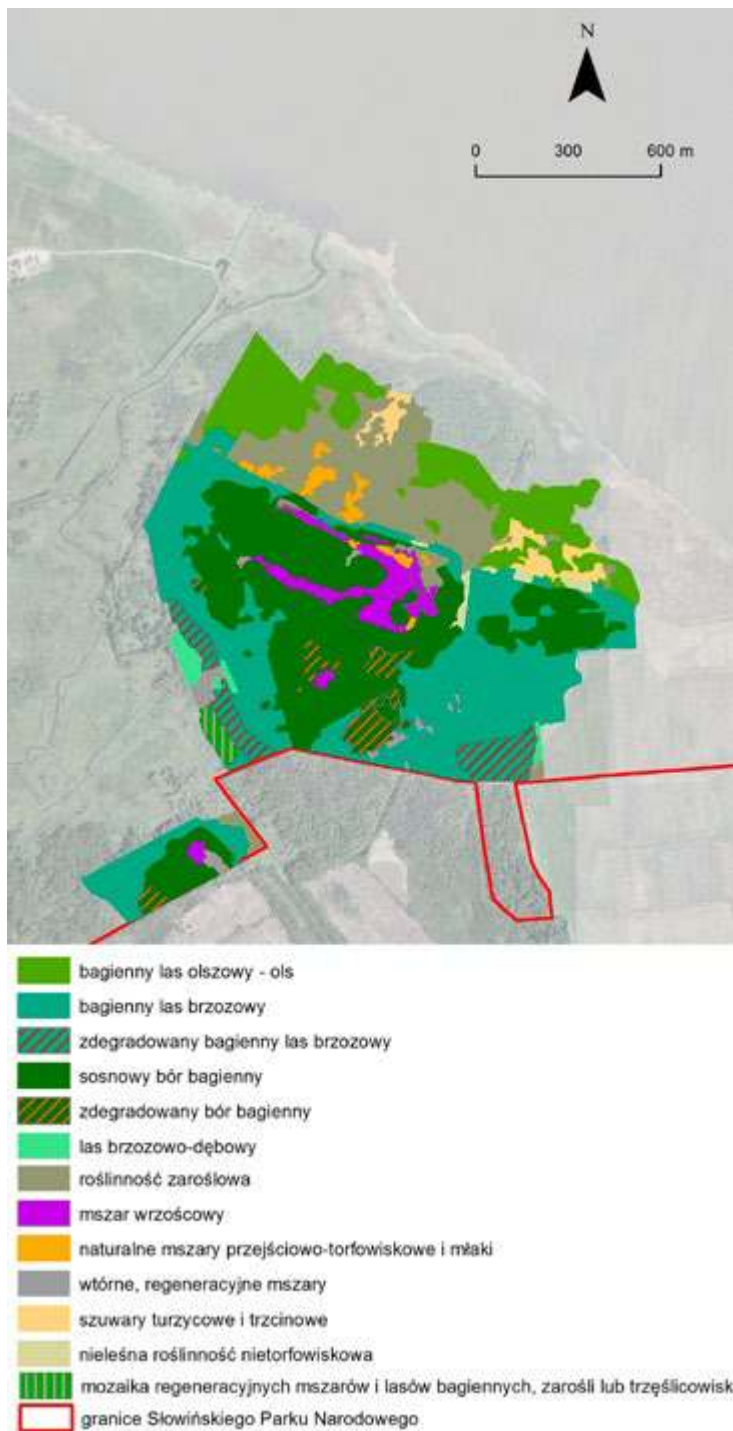 N
0 300 600 m
bagienny las olszowy - ols
bagienny las brzozowy
zdegradowany bagienny las brzozowy
sosnowy bór bagienny
zdegradowany bór bagienny
las brzozowo-dębowy
roślinność zaroślowa
mszar wrzoścowy
naturalne mszary przejściowo-torfowiskowe i młaki
wtórne, regeneracyjne mszary
szuwary turzycowe i trzcinowe
nieleśna roślinność nietorfowiskowa
mozaika regeneracyjnych mszarów i lasów bagiennych, zarośli lub trzęślicowisk
granice Słowińskiego Parku Narodowego